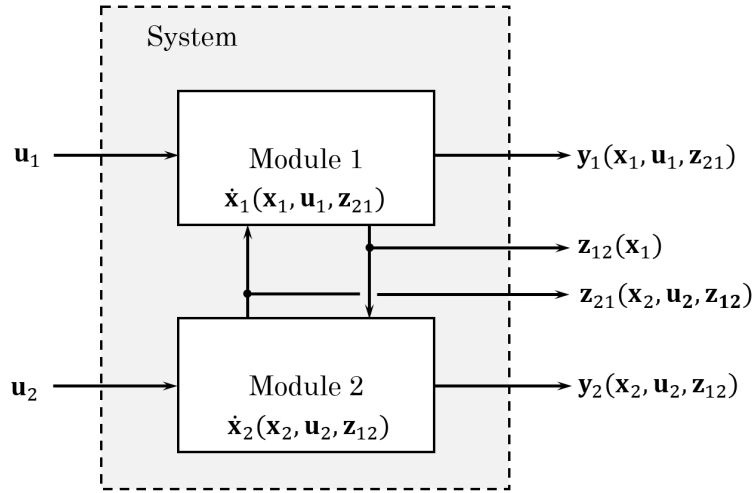 System
𝐮₁
Module 1
𝐱̇₁(𝐱₁, 𝐮₁, 𝐳₂₁)
𝐲₁(𝐱₁, 𝐮₁, 𝐳₂₁)
𝐳₁₂(𝐱₁)
𝐳₂₁(𝐱₂, 𝐮₂, 𝐳₁₂)
𝐮₂
Module 2
𝐱̇₂(𝐱₂, 𝐮₂, 𝐳₁₂)
𝐲₂(𝐱₂, 𝐮₂, 𝐳₁₂)